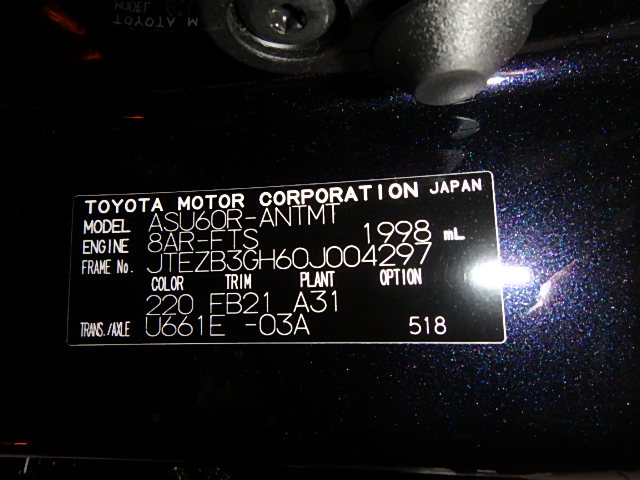 TOYOTA MOTOR CORPORATION JAPAN
MODEL ASU60R-ANTMT
ENGINE 8AR-FTS 1998 mL
FRAME No. JTEZB3GH60J004297
COLOR TRIM PLANT OPTION
220 FB21 A31
TRANS./AXLE U661E -03A 518